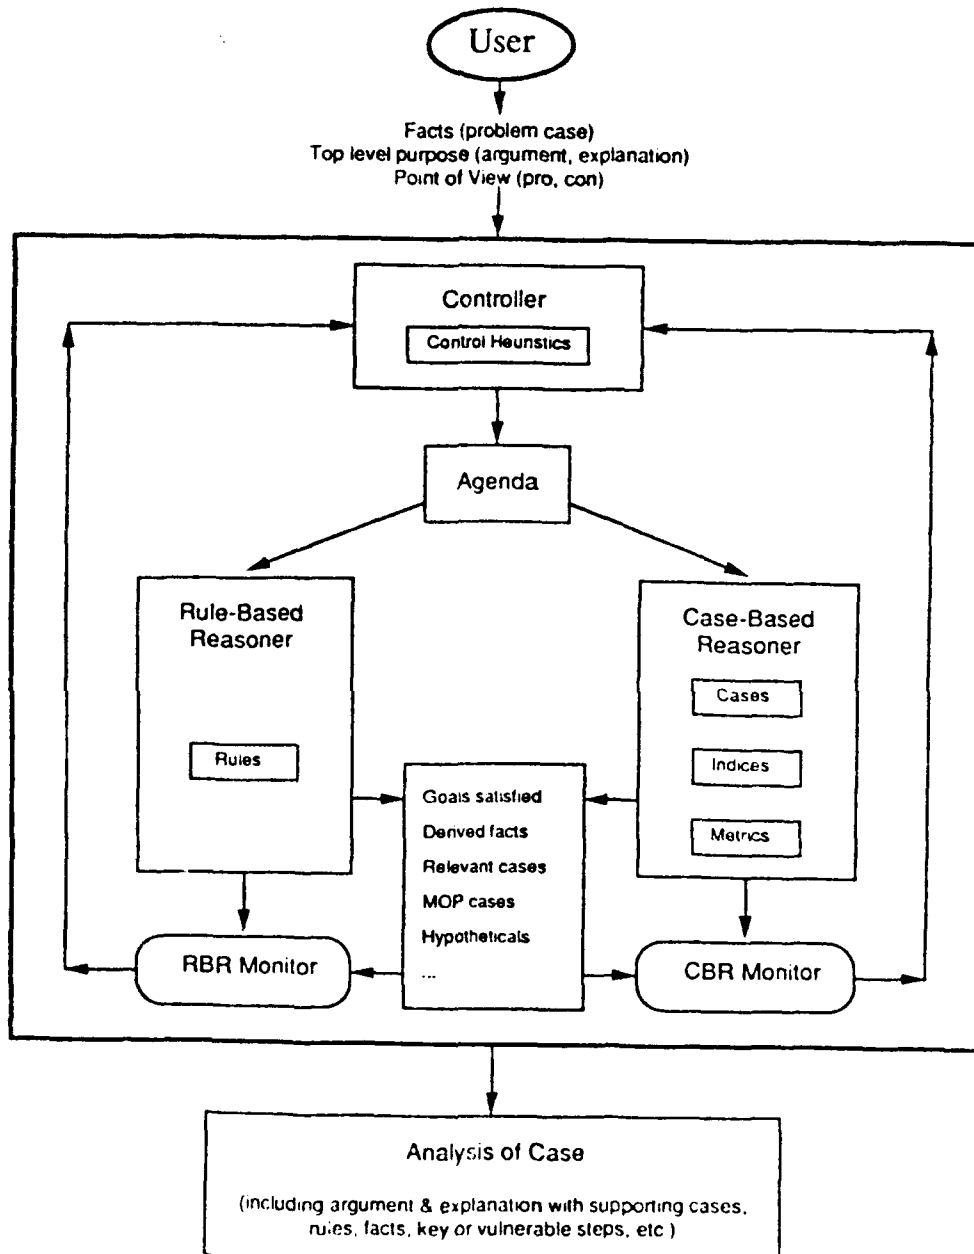 User
Facts (problem case)
Top level purpose (argument, explanation)
Point of View (pro, con)
Controller
Control Heuristics
Agenda
Rule-Based
Reasoner
Rules
Case-Based
Reasoner
Cases
Indices
Metrics
Goals satisfied
Derived facts
Relevant cases
MOP cases
Hypotheticals
...
RBR Monitor
CBR Monitor
Analysis of Case
(including argument & explanation with supporting cases,
rules, facts, key or vulnerable steps, etc )